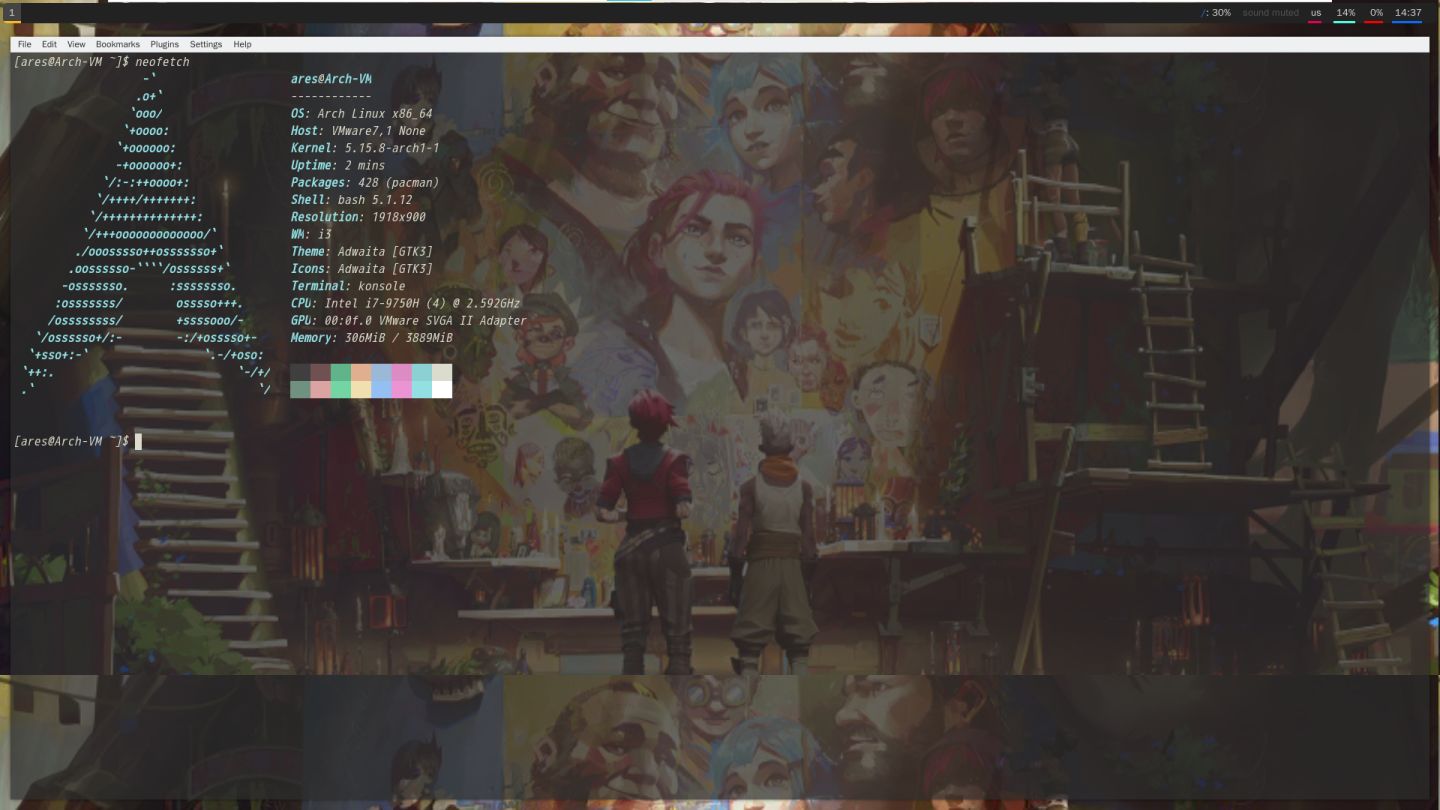 1 /: 30% sound muted us 14% 0% 14:37
File Edit View Bookmarks Plugins Settings Help
[ares@Arch-VM ~]$ neofetch
-` ares@Arch-VM
.o+` ------------
`ooo/ OS: Arch Linux x86_64
`+oooo: Host: VMware7,1 None
`+oooooo: Kernel: 5.15.8-arch1-1
-+oooooo+: Uptime: 2 mins
`/:-:++oooo+: Packages: 428 (pacman)
`/++++/+++++++: Shell: bash 5.1.12
`/++++++++++++++: Resolution: 1918x900
`/+++ooooooooooooo/` WM: i3
./ooosssso++osssssso+` Theme: Adwaita [GTK3]
.oossssso-````/ossssss+` Icons: Adwaita [GTK3]
-osssssso. :ssssssso. Terminal: konsole
:osssssss/ osssso+++. CPU: Intel i7-9750H (4) @ 2.592GHz
/ossssssss/ +ssssooo/- GPU: 00:0f.0 VMware SVGA II Adapter
`/ossssso+/:- -:/+osssso+- Memory: 306MiB / 3889MiB
`+sso+:-` `.-/+oso:
`++:. `-/+/
.` `/
[ares@Arch-VM ~]$